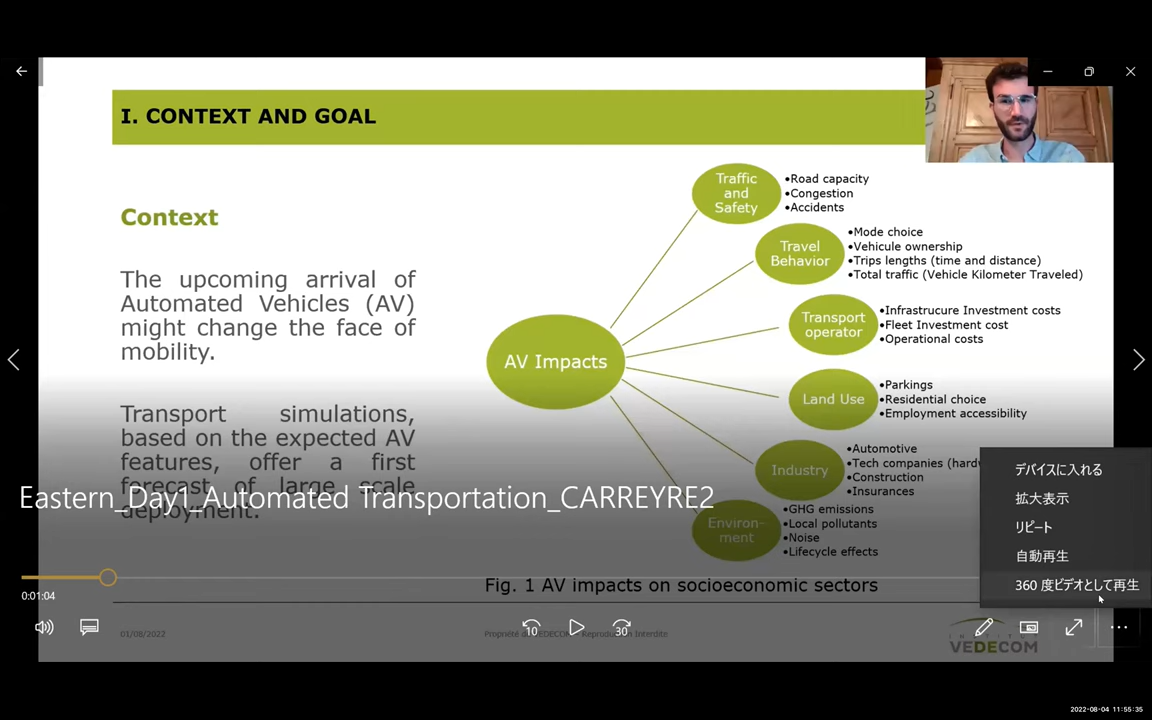 I. CONTEXT AND GOAL
Context
The upcoming arrival of
Automated Vehicles (AV)
might change the face of
mobility.
Transport simulations,
based on the expected AV
features, offer a first
forecast of large scale
deployment.
AV Impacts
Traffic
and
Safety
•Road capacity
•Congestion
•Accidents
Travel
Behavior
•Mode choice
•Vehicule ownership
•Trips lengths (time and distance)
•Total traffic (Vehicle Kilometer Traveled)
Transport
operator
•Infrastrucure Investment costs
•Fleet Investment cost
•Operational costs
Land Use
•Parkings
•Residential choice
•Employment accessibility
Industry
•Automotive
•Tech companies (hardw
•Construction
•Insurances
Environ-
ment
•GHG emissions
•Local pollutants
•Noise
•Lifecycle effects
Fig. 1 AV impacts on socioeconomic sectors
Eastern_Day1_Automated Transportation_CARREYRE2
デバイスに入れる
拡大表示
リピート
自動再生
360 度ビデオとして再生
0:01:04
10
30
01/08/2022
Propriété de VEDECOM – Reproduction Interdite
INSTITUT
VEDECOM
2022-08-04 11:55:35